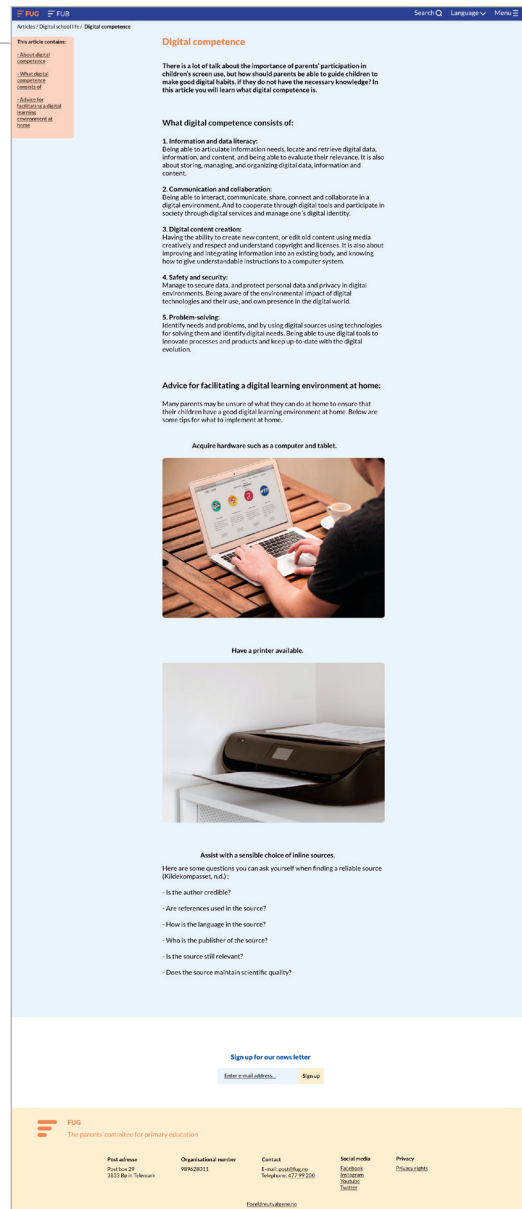 FUG FUR Search Language Menu
Articles / Digital school life / Digital competence
This article contains:
- About digital
competence
- What digital
competence
consists of
- Advice for
facilitating a digital
learning
environment at
home
Digital competence
There is a lot of talk about the importance of parents' participation in
children's screen use, but how should parents be able to guide children to
make good digital habits, if they do not have the necessary knowledge? In
this article you will learn what digital competence is.
What digital competence consists of:
1. Information and data literacy:
Being able to articulate information needs, locate and retrieve digital data,
information, and content, and being able to evaluate their relevance. It is also
about storing, managing, and organizing digital data, information and
content.
2. Communication and collaboration:
Being able to interact, communicate, share, connect and collaborate in a
digital environment. And to cooperate through digital tools and participate in
society through digital services and manage one´s digital identity.
3. Digital content creation:
Having the ability to create new content, or edit old content using media
creatively and respect and understand copyright and licenses. It is also about
improving and integrating information into an existing body, and knowing
how to give understandable instructions to a computer system.
4. Safety and security:
Manage to secure data, and protect personal data and privacy in digital
environments. Being aware of the environmental impact of digital
technologies and their use, and own presence in the digital world.
5. Problem-solving:
Identify needs and problems, and by using digital sources using technologies
for solving them and identify digital needs. Being able to use digital tools to
innovate processes and products and keep up-to-date with the digital
evolution.
Advice for facilitating a digital learning environment at home:
Many parents may be unsure of what they can do at home to ensure that
their children have a good digital learning environment at home. Below are
some tips for what to implement at home.
Acquire hardware such as a computer and tablet.
Have a printer available.
Assist with a sensible choice of inline sources.
Here are some questions you can ask yourself when finding a reliable source
(Kildekompasset, n.d.) :
- Is the author credible?
- Are references used in the source?
- How is the language in the source?
- Who is the publisher of the source?
- Is the source still relevant?
- Does the source maintain scientific quality?
Sign up for our news letter
Enter e-mail address... Sign up
FUG
The parents' commitee for primary education
Post adresse Organisational number Contact Social media Privacy
Post box 29 989628011 E-mail: post@fug.no Facebook Privacy rights
3833 Bø in Telemark Telephone: 477 99 200 Instagram
Youtube
Twitter
Foreldreutvalgene.no